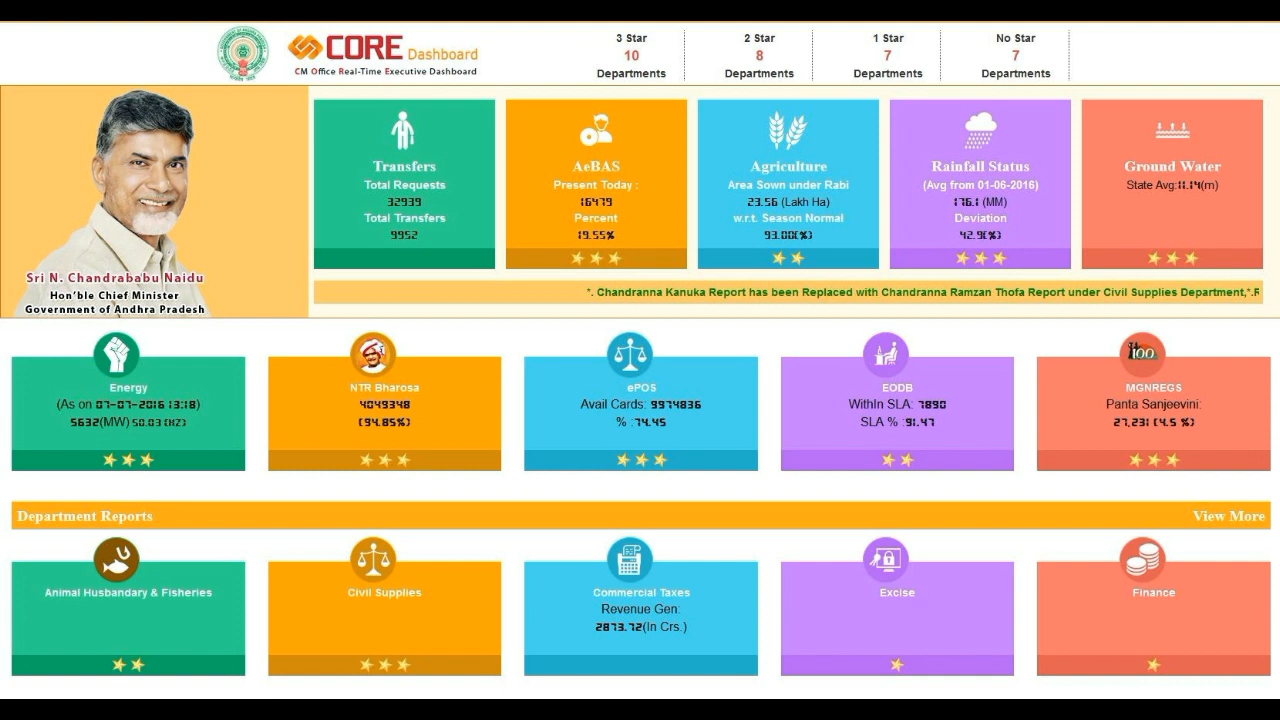 CORE Dashboard
CM Office Real-Time Executive Dashboard
3 Star
10
Departments
2 Star
8
Departments
1 Star
7
Departments
No Star
7
Departments
Sri N. Chandrababu Naidu
Hon'ble Chief Minister
Government of Andhra Pradesh
Transfers
Total Requests
32939
Total Transfers
9952
AeBAS
Present Today :
16479
Percent
19.55%
Agriculture
Area Sown under Rabi
23.56 (Lakh Ha)
w.r.t. Season Normal
93.00(%)
Rainfall Status
(Avg from 01-06-2016)
176.1 (MM)
Deviation
42.9(%)
Ground Water
State Avg:11.14(m)
*. Chandranna Kanuka Report has been Replaced with Chandranna Ramzan Thofa Report under Civil Supplies Department,*.F
Energy
(As on 07-07-2016 13:18)
5632(MW) 50.03 (HZ)
NTR Bharosa
4049348
(94.85%)
ePOS
Avail Cards: 9974836
% :74.45
EODB
WithIn SLA: 7890
SLA % :91.47
100
MGNREGS
Panta Sanjeevini:
27,231 (4.5 %)
Department Reports
View More
Animal Husbandary & Fisheries
Civil Supplies
Commercial Taxes
Revenue Gen:
2873.72(In Crs.)
Excise
Finance